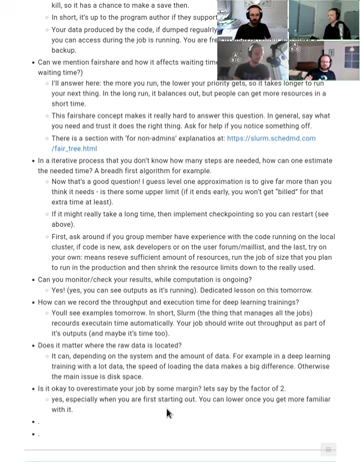 kill, so it has a chance to make a save then.
In short, it's up to the program author if they support
Your data produced by the code, if dumped regularly
you can access during the job is running. You are free
backup.
Can we mention fairshare and how it affects waiting time
waiting time?)
I'll answer here: the more you run, the lower your priority gets, so it takes longer to run
your next thing. In the long run, it balances out, but people can get more resources in a
short time.
This fairshare concept makes it really hard to answer this question. In general, say what
you need and trust it does the right thing. Ask for help if you notice something off.
There is a section with 'for non-admins' explanatios at: https://slurm.schedmd.com
/fair_tree.html
In a iterative process that you don't know how many steps are needed, how can one estimate
the needed time? A breadth first algorithm for example.
Now that's a good question! I guess level one approximation is to give far more than you
think it needs - is there some upper limit (if it ends early, you won't get "billed" for that
extra time at least).
If it might really take a long time, then implement checkpointing so you can restart (see
above).
First, ask around if you group member have experience with the code running on the local
cluster, if code is new, ask developers or on the user forum/maillist, and the last, try on
your own: means reseve sufficient amount of resources, run the job of size that you plan
to run in the production and then shrink the resource limits down to the really used.
Can you monitor/check your results, while computation is ongoing?
Yes! (yes, you can see outputs as it's running). Dedicated lesson on this tomorrow.
How can we record the throughput and execution time for deep learning trainings?
Youll see examples tomorrow. In short, Slurm (the thing that manages all the jobs)
recourds executain time automatically. Your job should write out throughput as part of
it's outputs (and maybe it's time too).
Does it matter where the raw data is located?
It can, depending on the system and the amount of data. For example in a deep learning
training with a lot data, the speed of loading the data makes a big difference. Otherwise
the main issue is disk space.
Is it okay to overestimate your job by some margin? lets say by the factor of 2.
yes, especially when you are first starting out. You can lower once you get more familiar
with it.
.
.